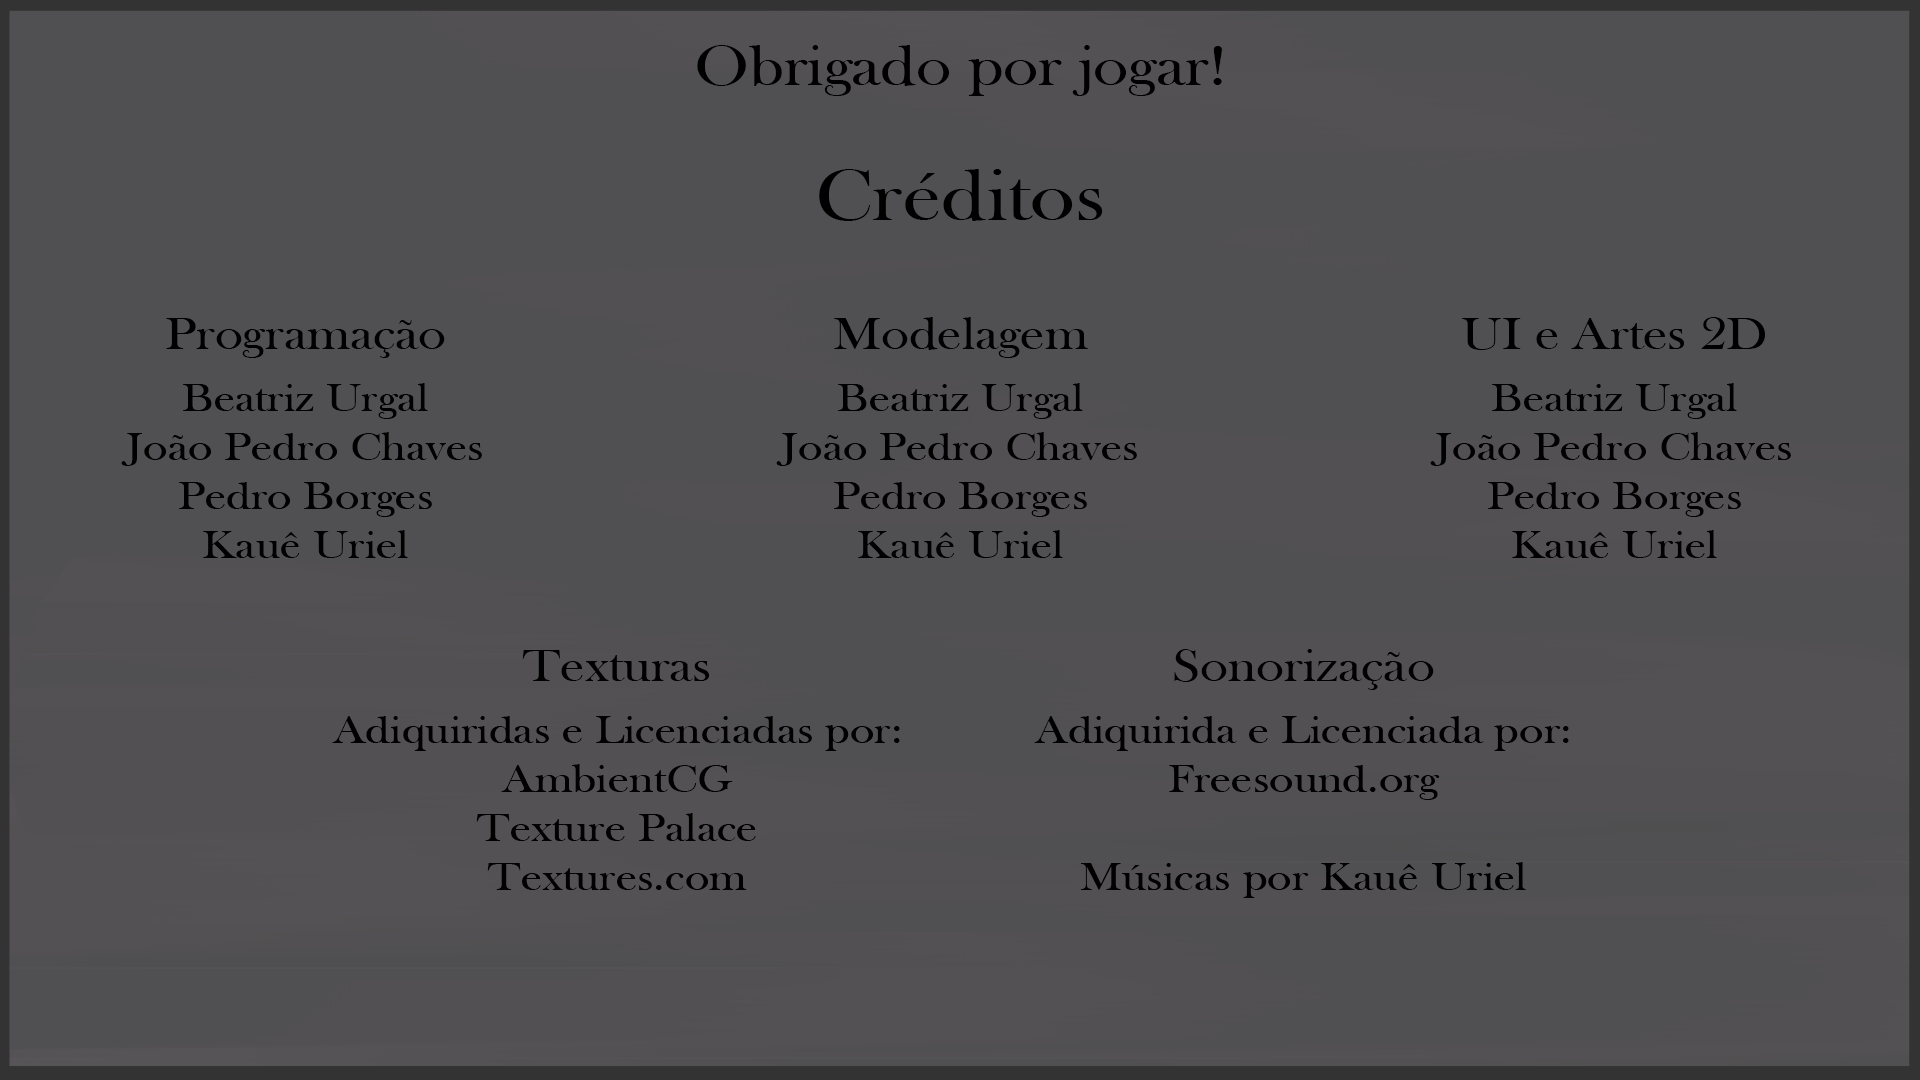 Obrigado por jogar!
Créditos
Programação
Beatriz Urgal
João Pedro Chaves
Pedro Borges
Kauê Uriel
Modelagem
Beatriz Urgal
João Pedro Chaves
Pedro Borges
Kauê Uriel
UI e Artes 2D
Beatriz Urgal
João Pedro Chaves
Pedro Borges
Kauê Uriel
Texturas
Adiquiridas e Licenciadas por:
AmbientCG
Texture Palace
Textures.com
Sonorização
Adiquirida e Licenciada por:
Freesound.org
Músicas por Kauê Uriel